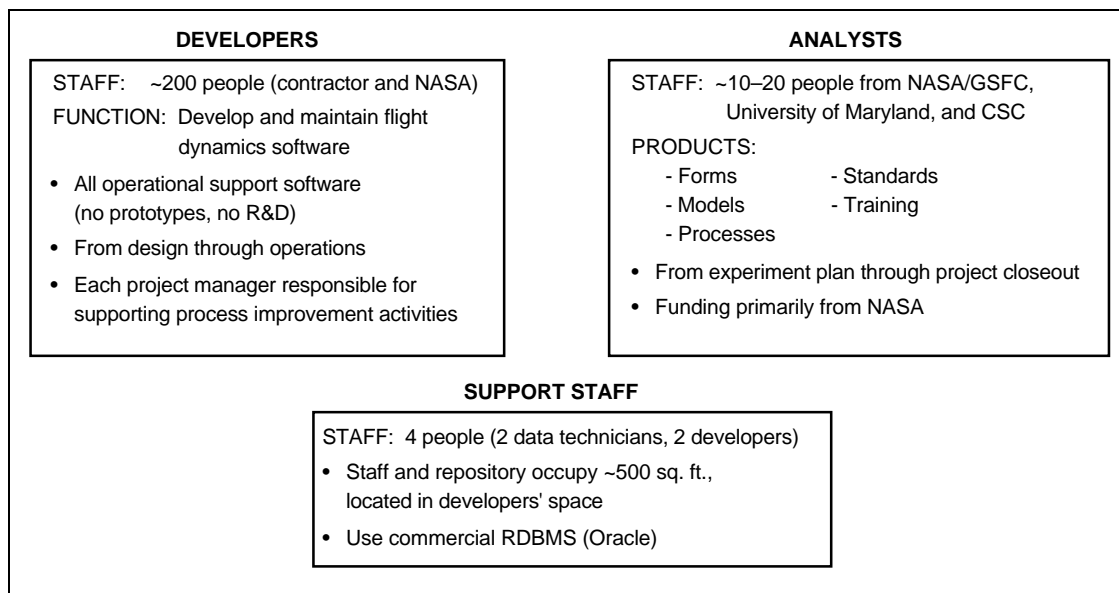 DEVELOPERS
STAFF: ~200 people (contractor and NASA)
FUNCTION: Develop and maintain flight
dynamics software
• All operational support software
(no prototypes, no R&D)
• From design through operations
• Each project manager responsible for
supporting process improvement activities
ANALYSTS
STAFF: ~10–20 people from NASA/GSFC,
University of Maryland, and CSC
PRODUCTS:
- Forms - Standards
- Models - Training
- Processes
• From experiment plan through project closeout
• Funding primarily from NASA
SUPPORT STAFF
STAFF: 4 people (2 data technicians, 2 developers)
• Staff and repository occupy ~500 sq. ft.,
located in developers' space
• Use commercial RDBMS (Oracle)